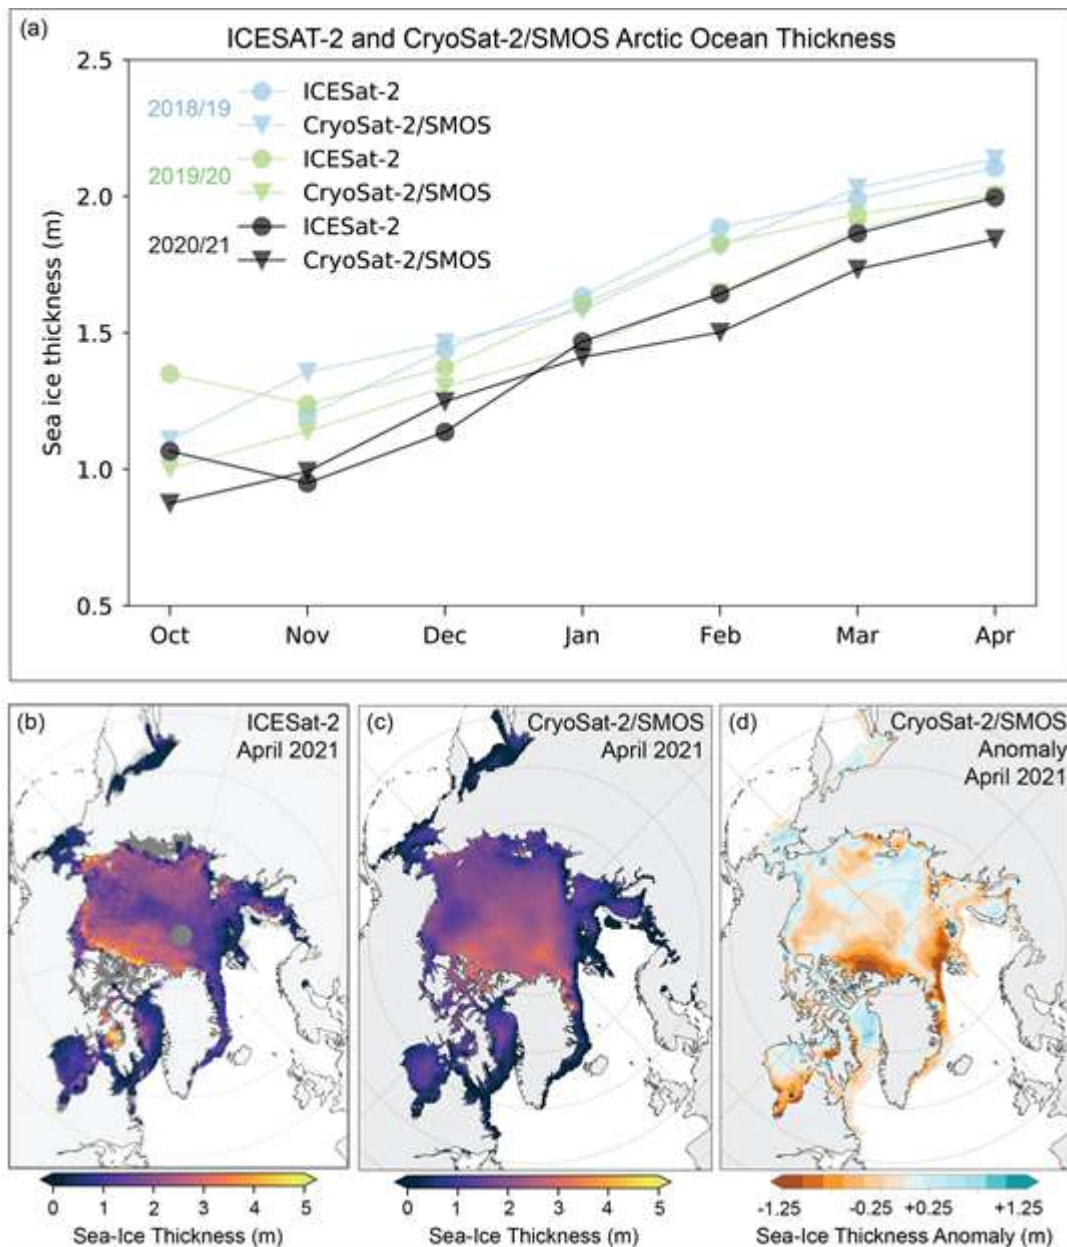 (a)
ICESAT-2 and CryoSat-2/SMOS Arctic Ocean Thickness
2.5
2.0
1.5
1.0
0.5
Sea ice thickness (m)
2018/19
ICESat-2
CryoSat-2/SMOS
2019/20
ICESat-2
CryoSat-2/SMOS
2020/21
ICESat-2
CryoSat-2/SMOS
Oct Nov Dec Jan Feb Mar Apr
(b) ICESat-2
April 2021
0 1 2 3 4 5
Sea-Ice Thickness (m)
(c) CryoSat-2/SMOS
April 2021
0 1 2 3 4 5
Sea-Ice Thickness (m)
(d) CryoSat-2/SMOS
Anomaly
April 2021
-1.25 -0.25 +0.25 +1.25
Sea-Ice Thickness Anomaly (m)